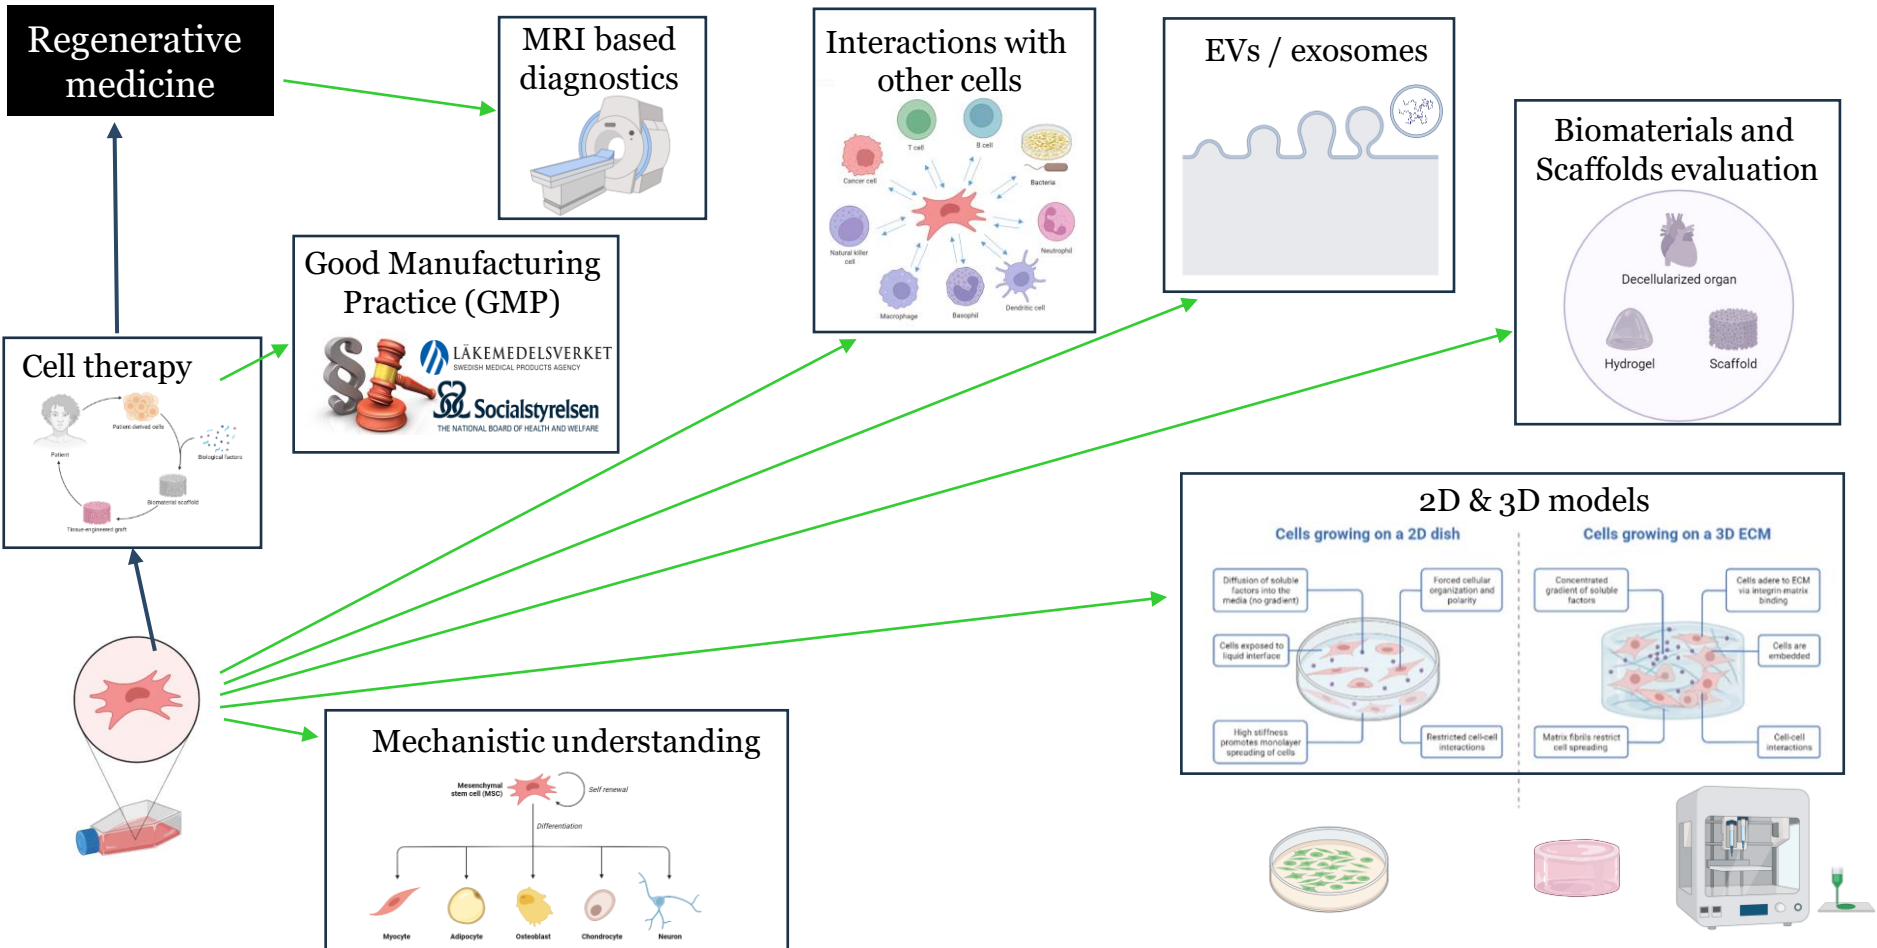 Regenerative
medicine
MRI based
diagnostics
Interactions with
other cells
T cell
B cell
Cancer cell
Bacteria
Natural killer
cell
Neutrophil
Macrophage
Basophil
Dendritic cell
EVs / exosomes
Biomaterials and
Scaffolds evaluation
Decellularized organ
Hydrogel
Scaffold
Good Manufacturing
Practice (GMP)
LÄKEMEDELSVERKET
SWEDISH MEDICAL PRODUCTS AGENCY
Socialstyrelsen
THE NATIONAL BOARD OF HEALTH AND WELFARE
Cell therapy
Patient derived cells
Patient
Biological factors
Biomaterial scaffold
Tissue-engineered graft
2D & 3D models
Cells growing on a 2D dish
Diffusion of soluble
factors into the
media (no gradient)
Forced cellular
organization and
polarity
Cells exposed to
liquid interface
High stiffness
promotes monolayer
spreading of cells
Restricted cell-cell
interactions
Cells growing on a 3D ECM
Concentrated
gradient of soluble
factors
Cells adere to ECM
via integrin-matrix
binding
Cells are
embedded
Matrix fibrils restrict
cell spreading
Cell-cell
interactions
Mechanistic understanding
Mesenchymal
stem cell (MSC)
Self renewal
Differentiation
Myocyte
Adipocyte
Osteoblast
Chondrocyte
Neuron